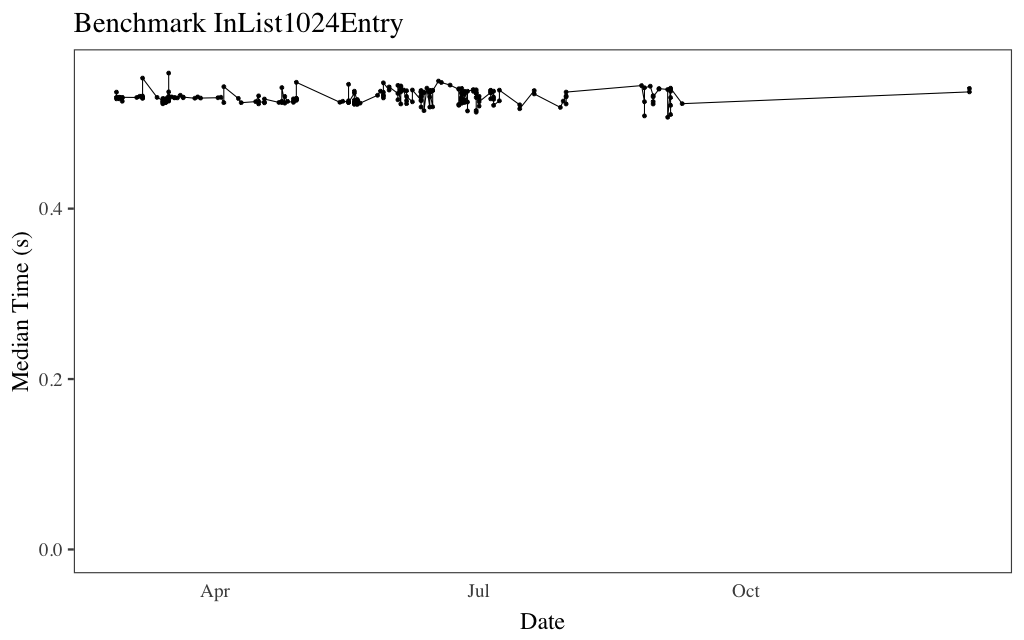 Benchmark InList1024Entry
Median Time (s)
0.4
0.2
0.0
Apr
Jul
Oct
Date